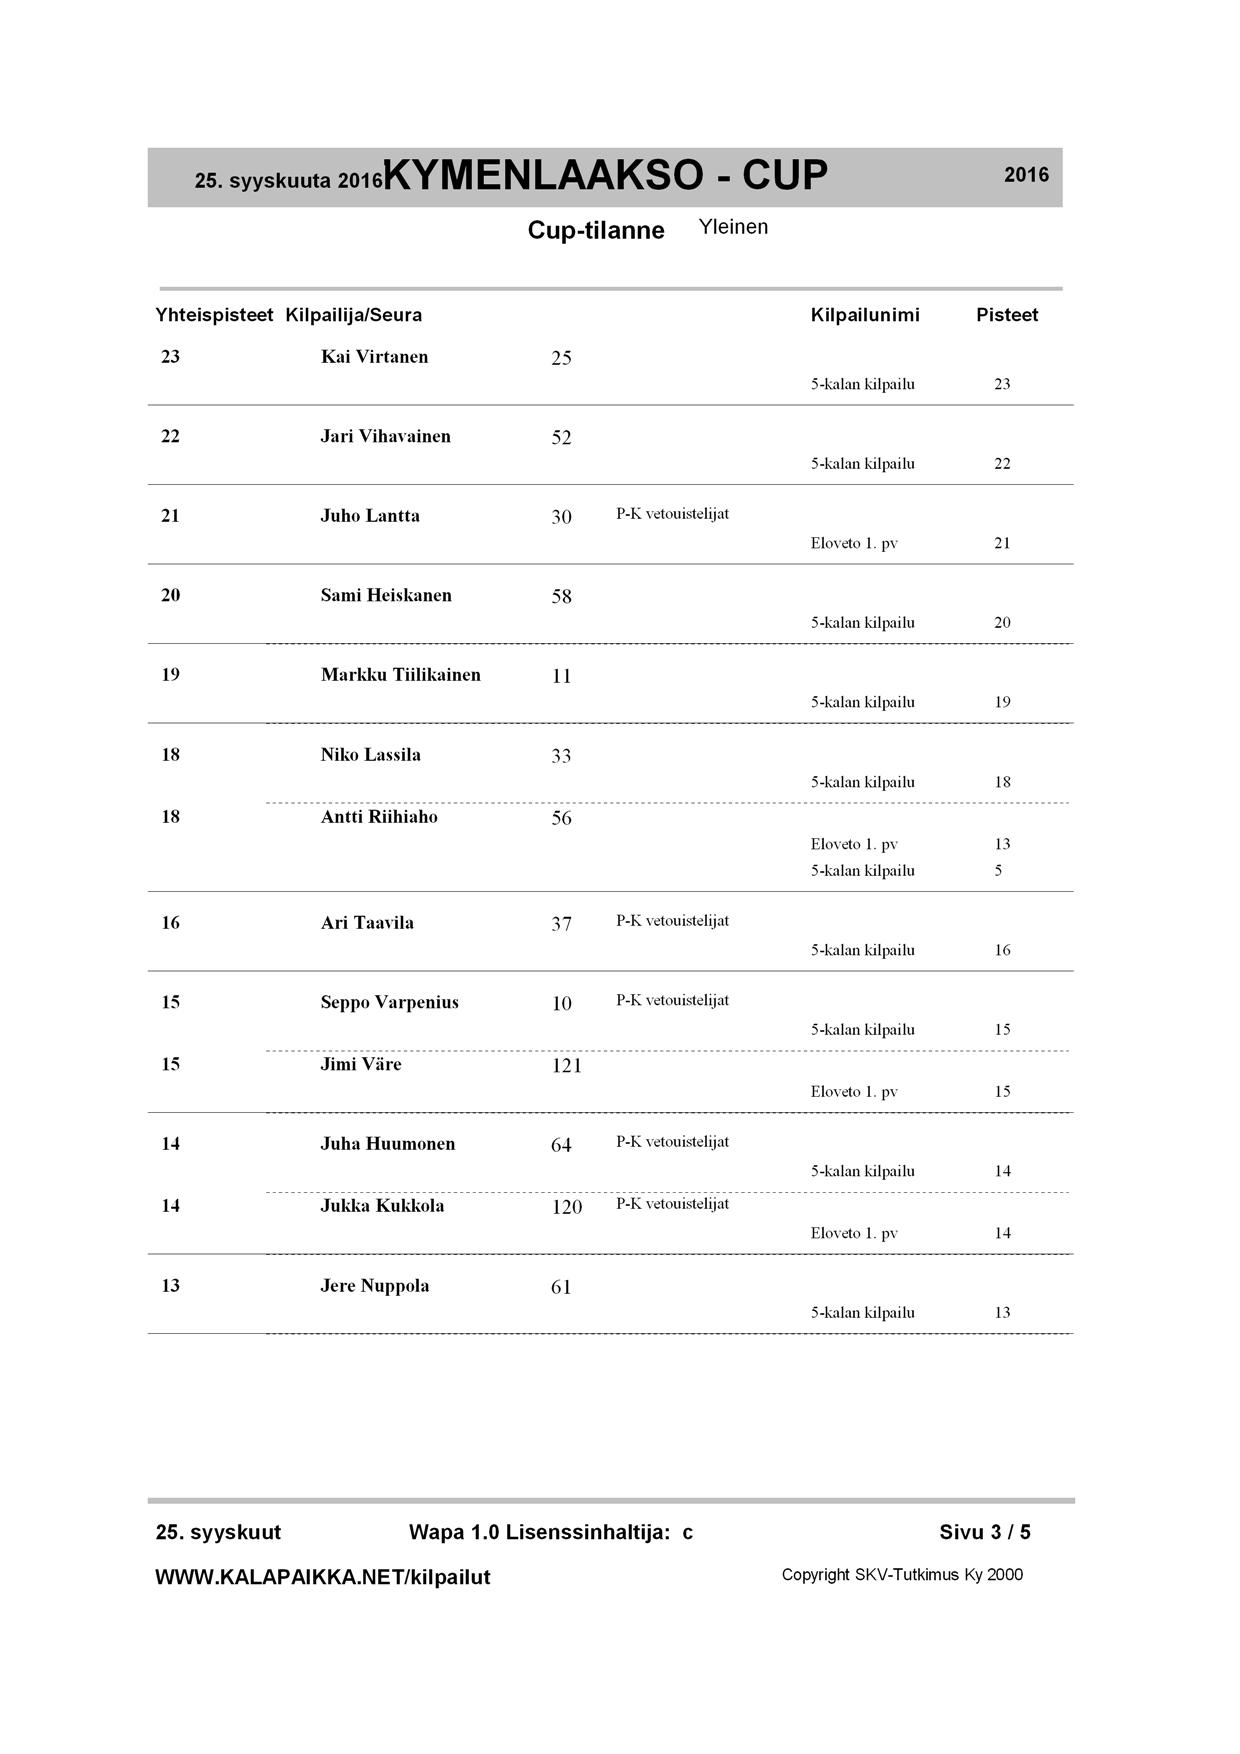 25. syyskuuta 2016 KYMENLAAKSO - CUP 2016
Cup-tilanne Yleinen
Yhteispisteet Kilpailija/Seura Kilpailunimi Pisteet
23 Kai Virtanen 25
5-kalan kilpailu 23
22 Jari Vihavainen 52
5-kalan kilpailu 22
21 Juho Lantta 30 P-K vetouistelijat
Eloveto 1. pv 21
20 Sami Heiskanen 58
5-kalan kilpailu 20
19 Markku Tiilikainen 11
5-kalan kilpailu 19
18 Niko Lassila 33
5-kalan kilpailu 18
18 Antti Riihiaho 56
Eloveto 1. pv 13
5-kalan kilpailu 5
16 Ari Taavila 37 P-K vetouistelijat
5-kalan kilpailu 16
15 Seppo Varpenius 10 P-K vetouistelijat
5-kalan kilpailu 15
15 Jimi Väre 121
Eloveto 1. pv 15
14 Juha Huumonen 64 P-K vetouistelijat
5-kalan kilpailu 14
14 Jukka Kukkola 120 P-K vetouistelijat
Eloveto 1. pv 14
13 Jere Nuppola 61
5-kalan kilpailu 13
25. syyskuut Wapa 1.0 Lisenssinhaltija: c Sivu 3 / 5
WWW.KALAPAIKKA.NET/kilpailut Copyright SKV-Tutkimus Ky 2000